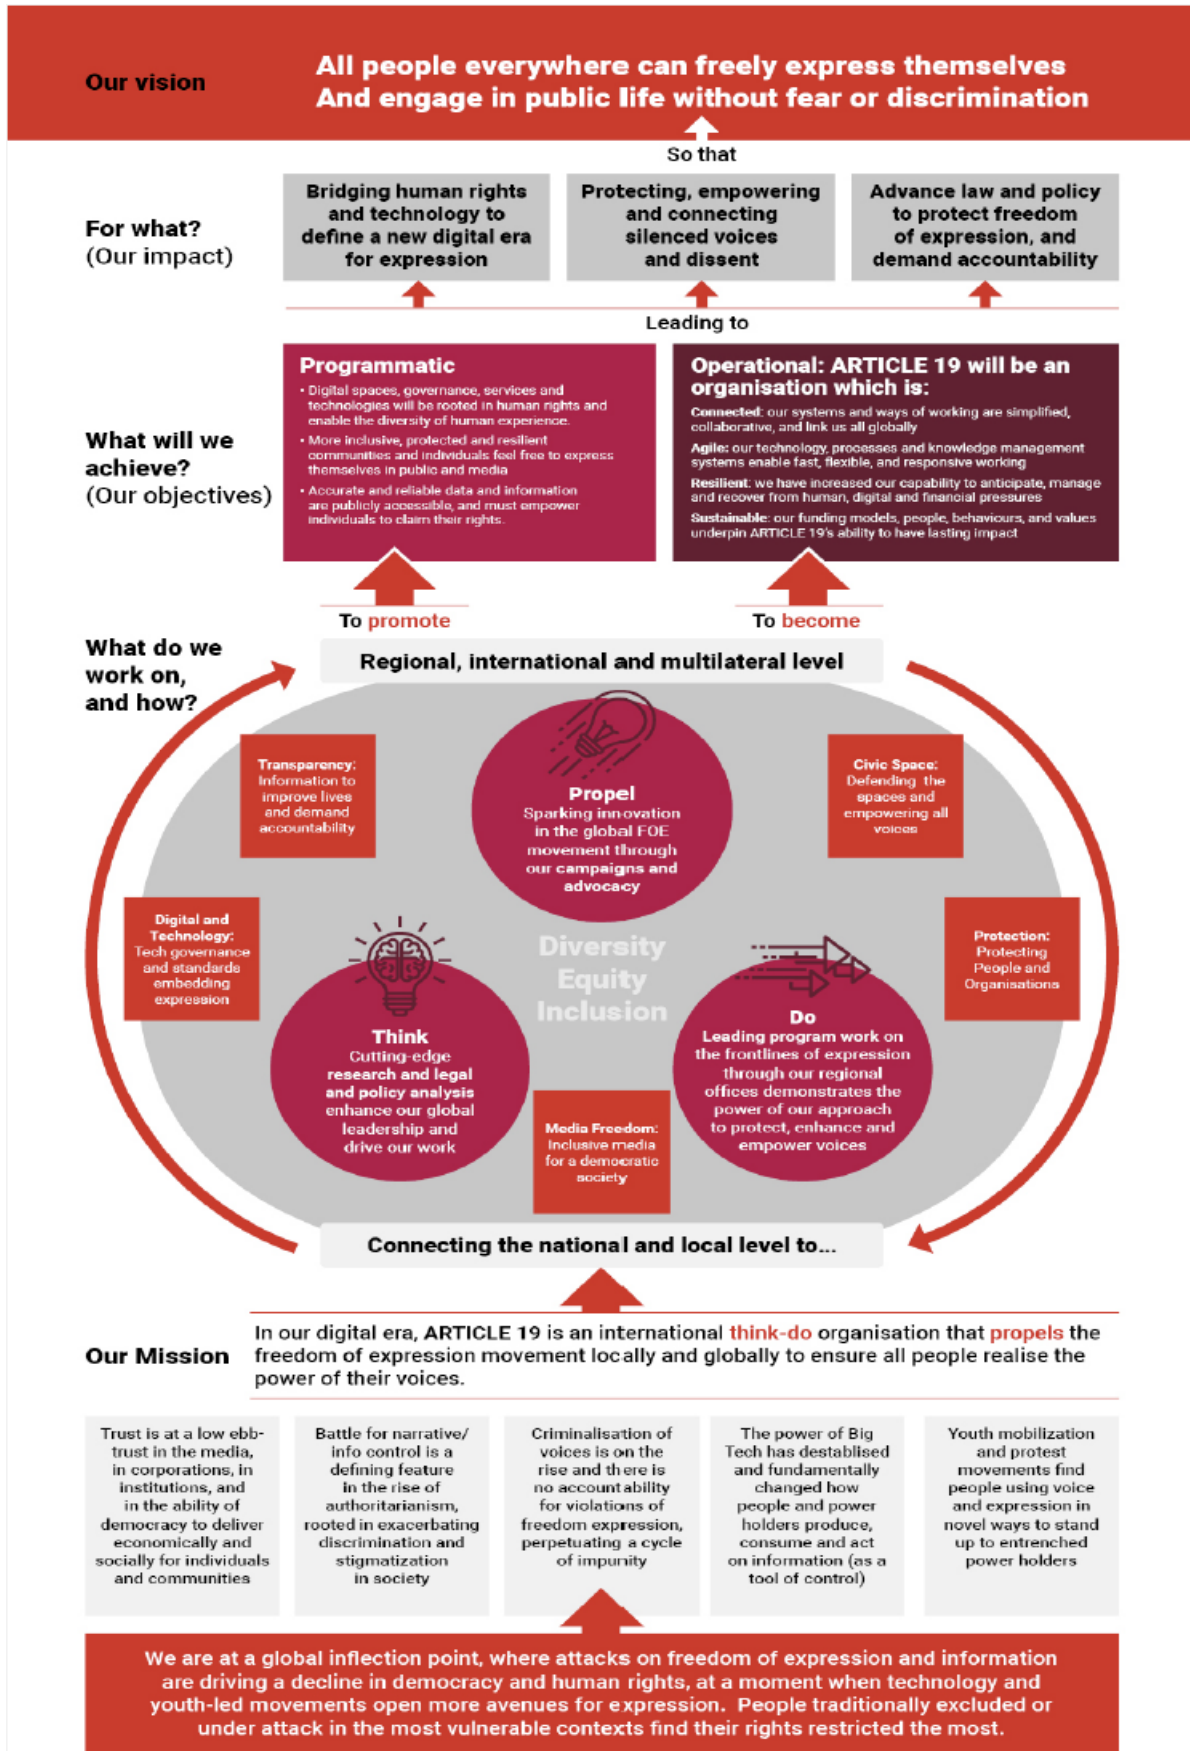 Our vision
All people everywhere can freely express themselves
And engage in public life without fear or discrimination
So that
For what?
(Our impact)
Bridging human rights
and technology to
define a new digital era
for expression
Protecting, empowering
and connecting
silenced voices
and dissent
Advance law and policy
to protect freedom
of expression, and
demand accountability
Leading to
What will we
achieve?
(Our objectives)
Programmatic
• Digital spaces, governance, services and
technologies will be rooted in human rights and
enable the diversity of human experience.
• More inclusive, protected and resilient
communities and individuals feel free to express
themselves in public and media
• Accurate and reliable data and information
are publicly accessible, and must empower
individuals to claim their rights.
Operational: ARTICLE 19 will be an
organisation which is:
Connected: our systems and ways of working are simplified,
collaborative, and link us all globally
Agile: our technology, processes and knowledge management
systems enable fast, flexible, and responsive working
Resilient: we have increased our capability to anticipate, manage
and recover from human, digital and financial pressures
Sustainable: our funding models, people, behaviours, and values
underpin ARTICLE 19's ability to have lasting impact
To promote
To become
What do we
work on,
and how?
Regional, international and multilateral level
Transparency:
Information to
improve lives
and demand
accountability
Propel
Sparking innovation
in the global FOE
movement through
our campaigns and
advocacy
Civic Space:
Defending the
spaces and
empowering all
voices
Digital and
Technology:
Tech governance
and standards
embedding
expression
Diversity
Equity
Inclusion
Protection:
Protecting
People and
Organisations
Think
Cutting-edge
research and legal
and policy analysis
enhance our global
leadership and
drive our work
Do
Leading program work on
the frontlines of expression
through our regional
offices demonstrates the
power of our approach
to protect, enhance and
empower voices
Media Freedom:
Inclusive media
for a democratic
society
Connecting the national and local level to...
Our Mission
In our digital era, ARTICLE 19 is an international think-do organisation that propels the
freedom of expression movement locally and globally to ensure all people realise the
power of their voices.
Trust is at a low ebb-
trust in the media,
in corporations, in
institutions, and
in the ability of
democracy to deliver
economically and
socially for individuals
and communities
Battle for narrative/
info control is a
defining feature
in the rise of
authoritarianism,
rooted in exacerbating
discrimination and
stigmatization
in society
Criminalisation of
voices is on the
rise and there is
no accountability
for violations of
freedom expression,
perpetuating a cycle
of impunity
The power of Big
Tech has destablised
and fundamentally
changed how
people and power
holders produce,
consume and act
on information (as a
tool of control)
Youth mobilization
and protest
movements find
people using voice
and expression in
novel ways to stand
up to entrenched
power holders
We are at a global inflection point, where attacks on freedom of expression and information
are driving a decline in democracy and human rights, at a moment when technology and
youth-led movements open more avenues for expression. People traditionally excluded or
under attack in the most vulnerable contexts find their rights restricted the most.